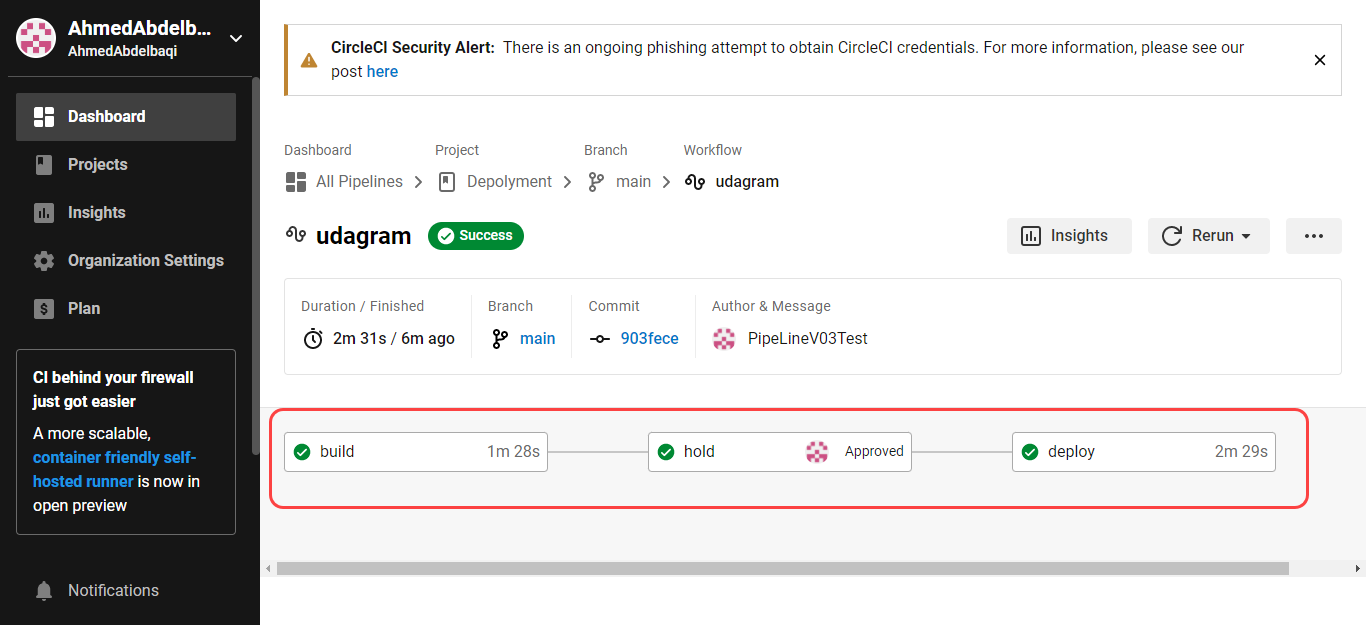 AhmedAbdelb...
AhmedAbdelbaqi
Dashboard
Projects
Insights
Organization Settings
Plan
CI behind your firewall
just got easier
A more scalable,
container friendly self-
hosted runner is now in
open preview
Notifications
CircleCI Security Alert: There is an ongoing phishing attempt to obtain CircleCI credentials. For more information, please see our
post here
Dashboard Project Branch Workflow
All Pipelines Depolyment main udagram
udagram Success Insights Rerun
Duration / Finished Branch Commit Author & Message
2m 31s / 6m ago main 903fece PipeLineV03Test
build 1m 28s hold Approved deploy 2m 29s